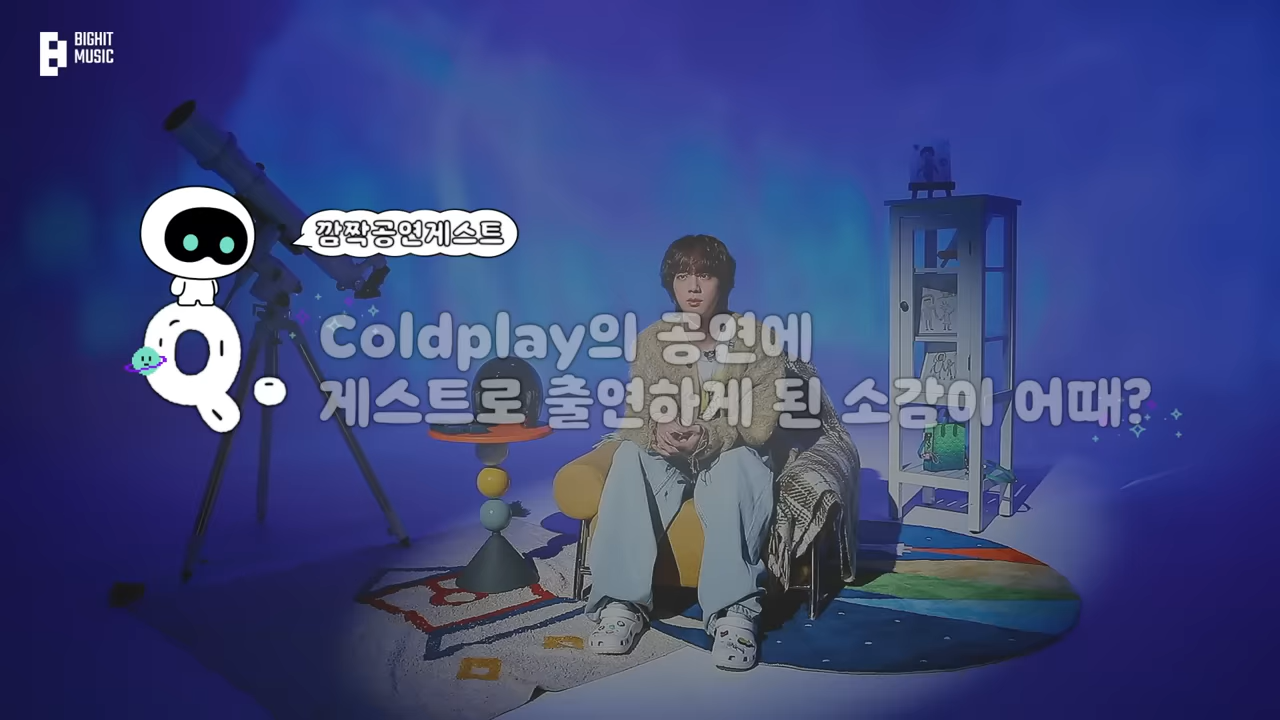 BIGHIT
MUSIC
깜짝공연게스트
Q.
Coldplay의 공연에
게스트로 출연하게 된 소감이 어때?